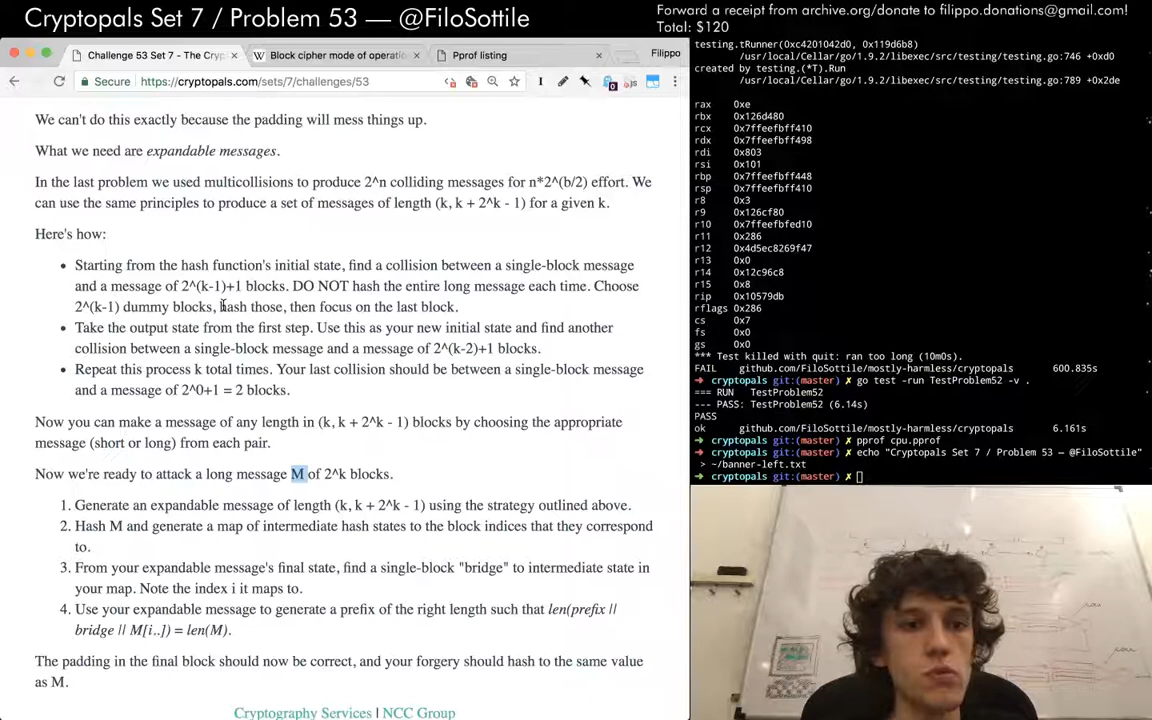 Cryptopals Set 7 / Problem 53 — @FiloSottile
Forward a receipt from archive.org/donate to filippo.donations@gmail.com!
Total: $120
Challenge 53 Set 7 - The Cryp
Block cipher mode of operatio
Pprof listing
Filippo
Secure
https://cryptopals.com/sets/7/challenges/53
We can't do this exactly because the padding will mess things up.
What we need are expandable messages.
In the last problem we used multicollisions to produce 2^n colliding messages for n*2^(b/2) effort. We
can use the same principles to produce a set of messages of length (k, k + 2^k - 1) for a given k.
Here's how:
• Starting from the hash function's initial state, find a collision between a single-block message
and a message of 2^(k-1)+1 blocks. DO NOT hash the entire long message each time. Choose
2^(k-1) dummy blocks, hash those, then focus on the last block.
• Take the output state from the first step. Use this as your new initial state and find another
collision between a single-block message and a message of 2^(k-2)+1 blocks.
• Repeat this process k total times. Your last collision should be between a single-block message
and a message of 2^0+1 = 2 blocks.
Now you can make a message of any length in (k, k + 2^k - 1) blocks by choosing the appropriate
message (short or long) from each pair.
Now we're ready to attack a long message M of 2^k blocks.
1. Generate an expandable message of length (k, k + 2^k - 1) using the strategy outlined above.
2. Hash M and generate a map of intermediate hash states to the block indices that they correspond
to.
3. From your expandable message's final state, find a single-block "bridge" to intermediate state in
your map. Note the index i it maps to.
4. Use your expandable message to generate a prefix of the right length such that len(prefix ||
bridge || M[i..]) = len(M).
The padding in the final block should now be correct, and your forgery should hash to the same value
as M.
Cryptography Services | NCC Group
testing.tRunner(0xc4201042d0, 0x119d6b8)
/usr/local/Cellar/go/1.9.2/libexec/src/testing/testing.go:746 +0xd0
created by testing.(*T).Run
/usr/local/Cellar/go/1.9.2/libexec/src/testing/testing.go:789 +0x2de
rax 0xe
rbx 0x126d480
rcx 0x7ffeefbff410
rdx 0x7ffeefbff498
rdi 0x803
rsi 0x101
rbp 0x7ffeefbff448
rsp 0x7ffeefbff410
r8 0x3
r9 0x126cf80
r10 0x7ffeefbfed10
r11 0x286
r12 0x4d5ec8269f47
r13 0x0
r14 0x12c96c8
r15 0x8
rip 0x10579db
rflags 0x286
cs 0x7
fs 0x0
gs 0x0
*** Test killed with quit: ran too long (10m0s).
FAIL github.com/FiloSottile/mostly-harmless/cryptopals 600.835s
➜ cryptopals git:(master) ✗ go test -run TestProblem52 -v .
=== RUN TestProblem52
--- PASS: TestProblem52 (6.14s)
PASS
ok github.com/FiloSottile/mostly-harmless/cryptopals 6.161s
➜ cryptopals git:(master) ✗ pprof cpu.pprof
➜ cryptopals git:(master) ✗ echo "Cryptopals Set 7 / Problem 53 — @FiloSottile"
> ~/banner-left.txt
➜ cryptopals git:(master) ✗